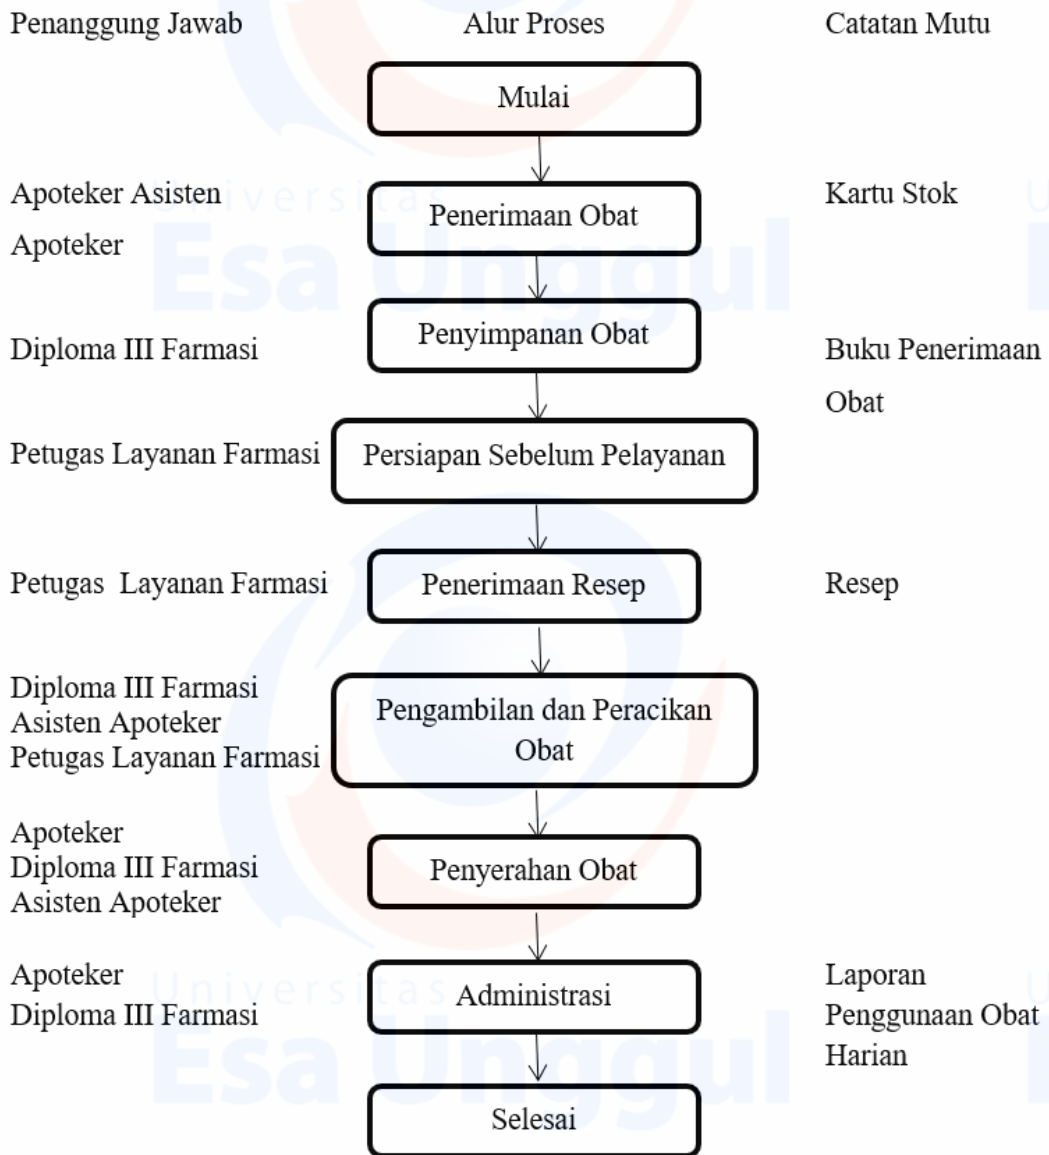 Penanggung Jawab Alur Proses Catatan Mutu
Mulai
Apoteker Asisten
Apoteker
Penerimaan Obat
Kartu Stok
Diploma III Farmasi
Penyimpanan Obat
Buku Penerimaan
Obat
Petugas Layanan Farmasi
Persiapan Sebelum Pelayanan
Petugas Layanan Farmasi
Penerimaan Resep
Resep
Diploma III Farmasi
Asisten Apoteker
Petugas Layanan Farmasi
Pengambilan dan Peracikan
Obat
Apoteker
Diploma III Farmasi
Asisten Apoteker
Penyerahan Obat
Apoteker
Diploma III Farmasi
Administrasi
Laporan
Penggunaan Obat
Harian
Selesai
Universitas
Esa Unggul
Universitas
Esa Unggul